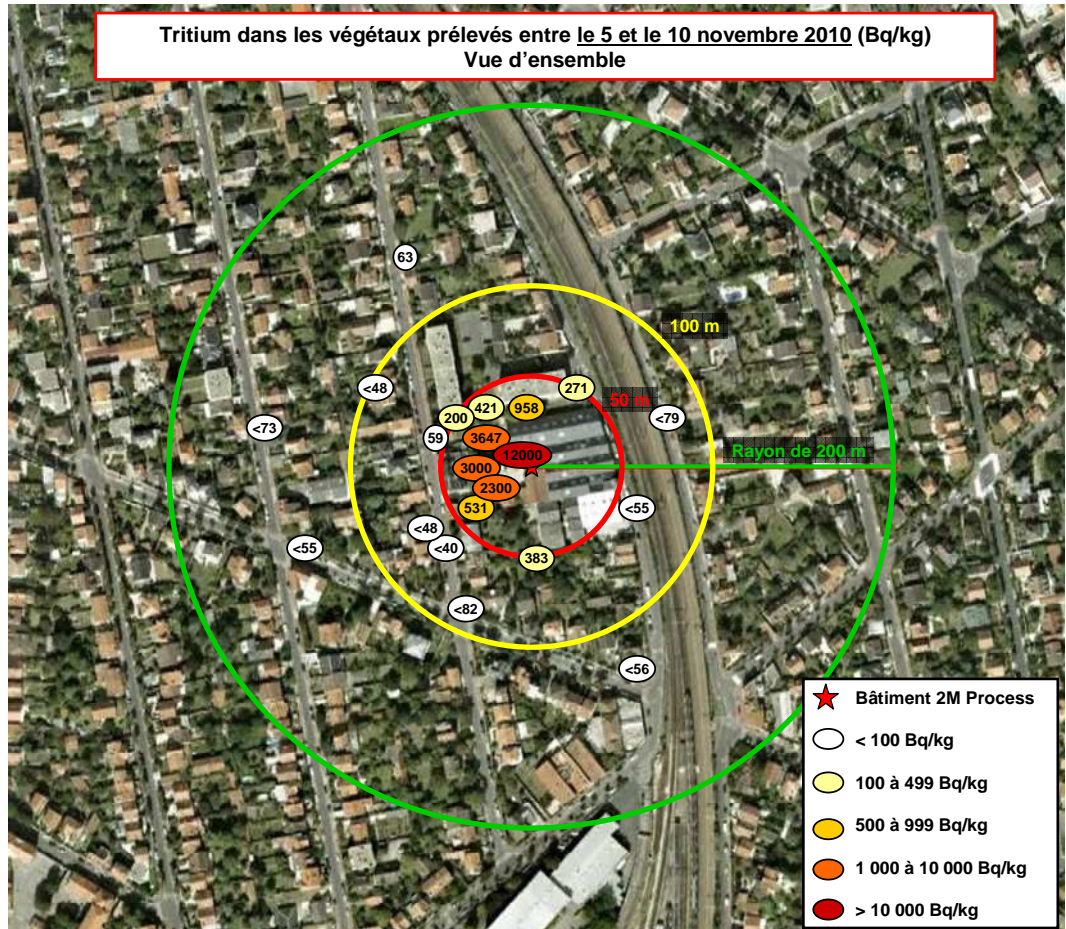 Tritium dans les végétaux prélevés entre le 5 et le 10 novembre 2010 (Bq/kg)
Vue d'ensemble
63
100 m
<48
271
50 m
200
421
958
<79
<73
59
3647
12000
Rayon de 200 m
3000
2300
531
<55
<48
<40
<55
383
<82
<56
Bâtiment 2M Process
< 100 Bq/kg
100 à 499 Bq/kg
500 à 999 Bq/kg
1 000 à 10 000 Bq/kg
> 10 000 Bq/kg